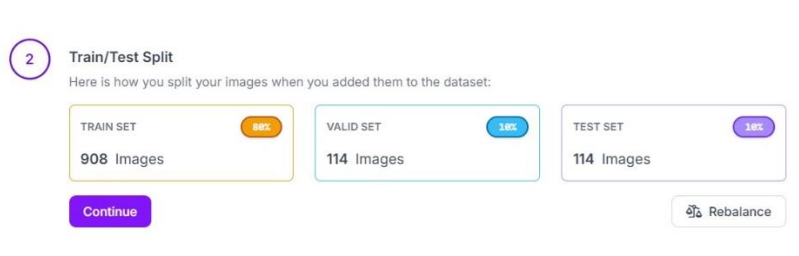 2
Train/Test Split
Here is how you split your images when you added them to the dataset:
TRAIN SET 80%
908 Images
VALID SET 10%
114 Images
TEST SET 10%
114 Images
Continue
Rebalance